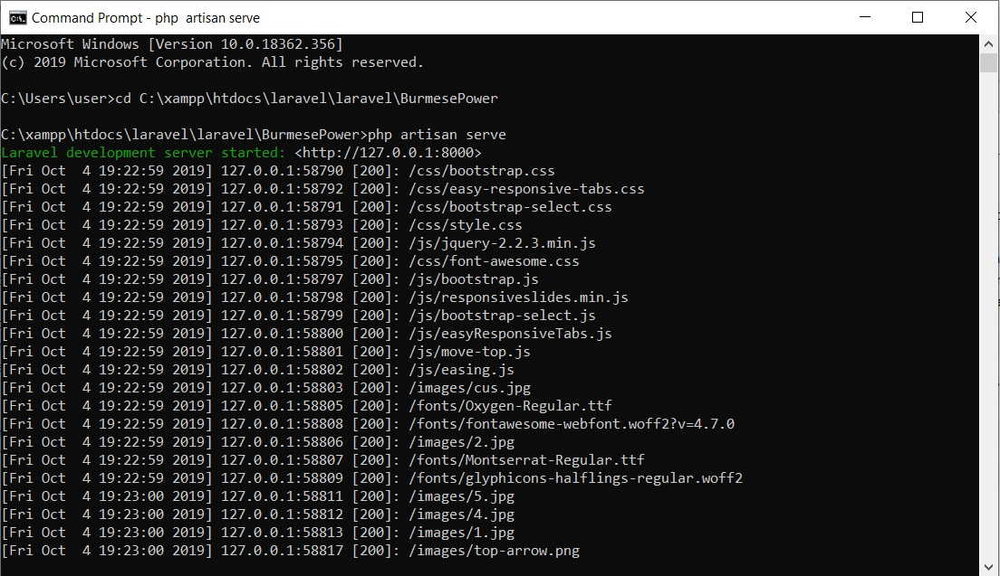 Command Prompt - php  artisan serve
Microsoft Windows [Version 10.0.18362.356]
(c) 2019 Microsoft Corporation. All rights reserved.
C:\Users\user>cd C:\xampp\htdocs\laravel\laravel\BurmesePower
C:\xampp\htdocs\laravel\laravel\BurmesePower>php artisan serve
Laravel development server started: <http://127.0.0.1:8000>
[Fri Oct  4 19:22:59 2019] 127.0.0.1:58790 [200]: /css/bootstrap.css
[Fri Oct  4 19:22:59 2019] 127.0.0.1:58792 [200]: /css/easy-responsive-tabs.css
[Fri Oct  4 19:22:59 2019] 127.0.0.1:58791 [200]: /css/bootstrap-select.css
[Fri Oct  4 19:22:59 2019] 127.0.0.1:58793 [200]: /css/style.css
[Fri Oct  4 19:22:59 2019] 127.0.0.1:58794 [200]: /js/jquery-2.2.3.min.js
[Fri Oct  4 19:22:59 2019] 127.0.0.1:58795 [200]: /css/font-awesome.css
[Fri Oct  4 19:22:59 2019] 127.0.0.1:58797 [200]: /js/bootstrap.js
[Fri Oct  4 19:22:59 2019] 127.0.0.1:58798 [200]: /js/responsiveslides.min.js
[Fri Oct  4 19:22:59 2019] 127.0.0.1:58799 [200]: /js/bootstrap-select.js
[Fri Oct  4 19:22:59 2019] 127.0.0.1:58800 [200]: /js/easyResponsiveTabs.js
[Fri Oct  4 19:22:59 2019] 127.0.0.1:58801 [200]: /js/move-top.js
[Fri Oct  4 19:22:59 2019] 127.0.0.1:58802 [200]: /js/easing.js
[Fri Oct  4 19:22:59 2019] 127.0.0.1:58803 [200]: /images/cus.jpg
[Fri Oct  4 19:22:59 2019] 127.0.0.1:58805 [200]: /fonts/Oxygen-Regular.ttf
[Fri Oct  4 19:22:59 2019] 127.0.0.1:58808 [200]: /fonts/fontawesome-webfont.woff2?v=4.7.0
[Fri Oct  4 19:22:59 2019] 127.0.0.1:58806 [200]: /images/2.jpg
[Fri Oct  4 19:22:59 2019] 127.0.0.1:58807 [200]: /fonts/Montserrat-Regular.ttf
[Fri Oct  4 19:22:59 2019] 127.0.0.1:58809 [200]: /fonts/glyphicons-halflings-regular.woff2
[Fri Oct  4 19:23:00 2019] 127.0.0.1:58811 [200]: /images/5.jpg
[Fri Oct  4 19:23:00 2019] 127.0.0.1:58812 [200]: /images/4.jpg
[Fri Oct  4 19:23:00 2019] 127.0.0.1:58813 [200]: /images/1.jpg
[Fri Oct  4 19:23:00 2019] 127.0.0.1:58817 [200]: /images/top-arrow.png